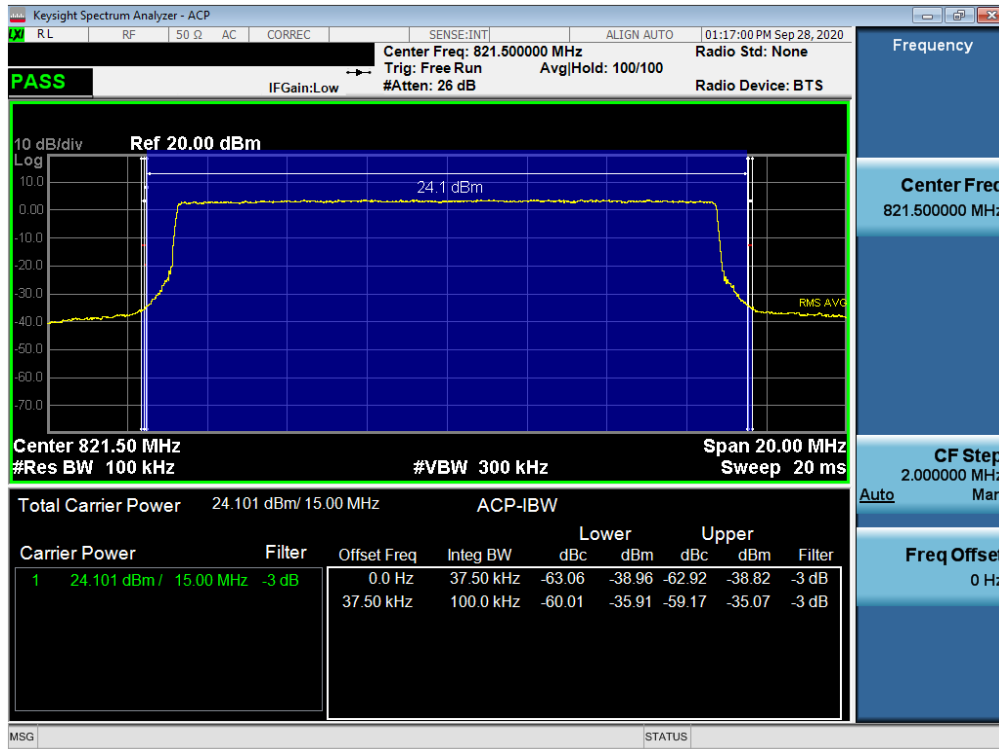 Keysight Spectrum Analyzer - ACP
LXI RL RF 50 Ω AC CORREC SENSE:INT ALIGN AUTO 01:17:00 PM Sep 28, 2020
Center Freq: 821.500000 MHz Radio Std: None
Trig: Free Run Avg|Hold: 100/100
PASS IFGain:Low #Atten: 26 dB Radio Device: BTS
10 dB/div Ref 20.00 dBm
Log
10.0
24.1 dBm
0.00
-10.0
-20.0
-30.0
RMS AVG
-40.0
-50.0
-60.0
-70.0
Center 821.50 MHz Span 20.00 MHz
#Res BW 100 kHz #VBW 300 kHz Sweep 20 ms
Total Carrier Power 24.101 dBm/ 15.00 MHz ACP-IBW
Lower Upper
Carrier Power Filter Offset Freq Integ BW dBc dBm dBc dBm Filter
1 24.101 dBm / 15.00 MHz -3 dB 0.0 Hz 37.50 kHz -63.06 -38.96 -62.92 -38.82 -3 dB
37.50 kHz 100.0 kHz -60.01 -35.91 -59.17 -35.07 -3 dB
Frequency
Center Freq
821.500000 MHz
CF Step
2.000000 MHz
Auto Man
Freq Offset
0 Hz
MSG STATUS